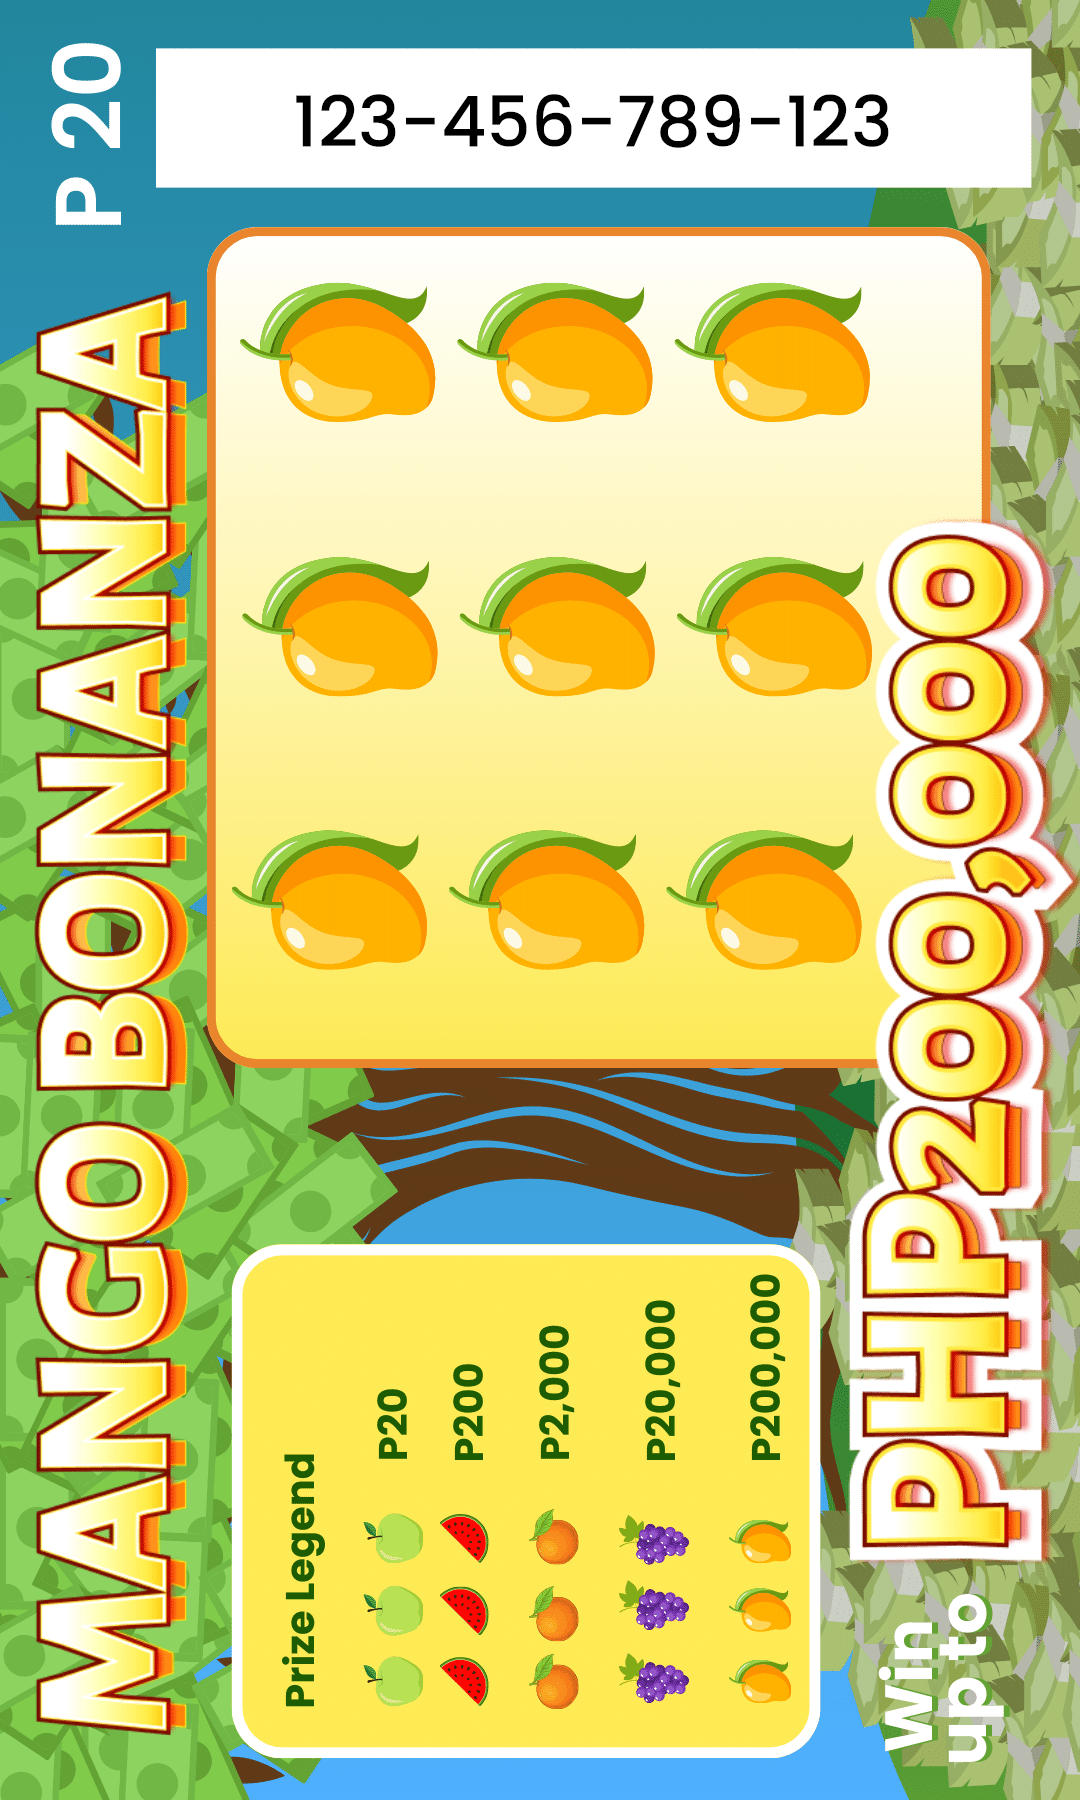 P 20
123-456-789-123
MANGO BONANZA
Prize Legend
P20
P200
P2,000
P20,000
P200,000
Win
up to
PHP200,000